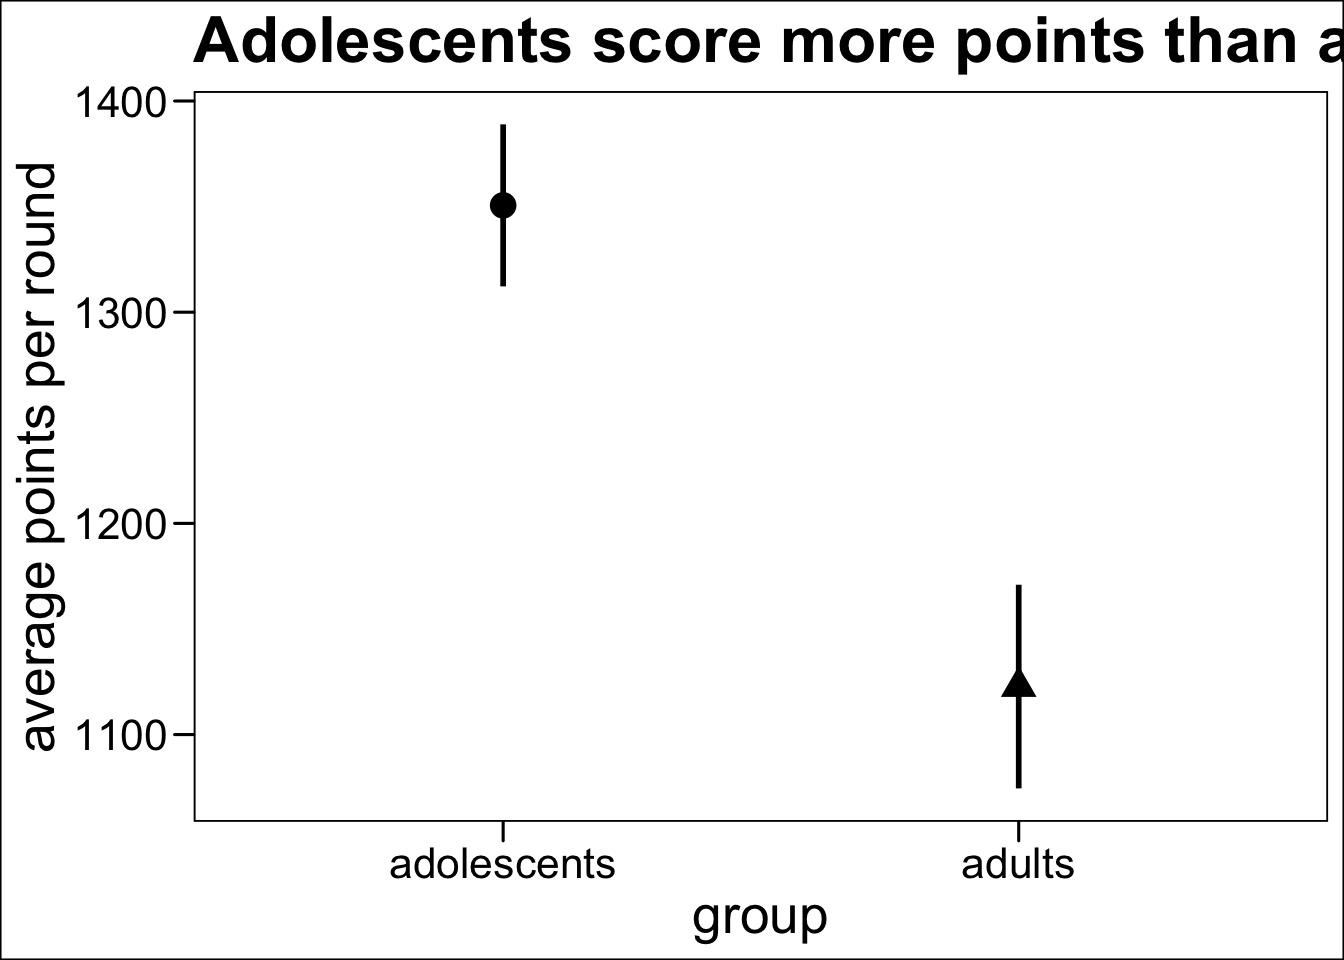 Adolescents score more points than a
average points per round
1400
1300
1200
1100
adolescents
adults
group